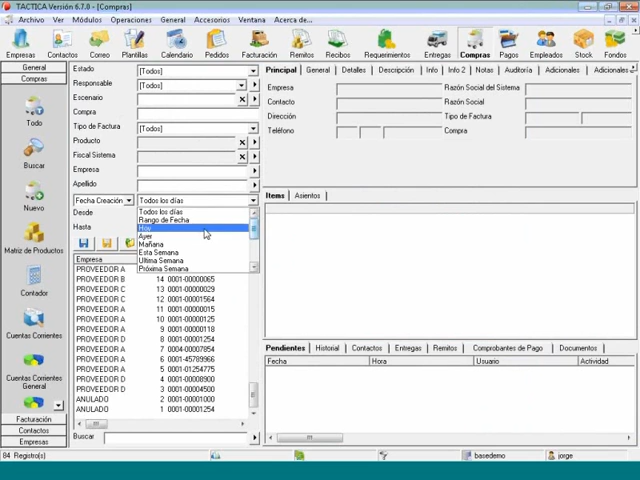 TACTICA Versión 6.7.0 - [Compras]
Archivo Ver Módulos Operaciones General Accesorios Ventana Acerca de...
Empresas Contactos Correo Plantillas Calendario Pedidos Facturación Remitos Recibos Requerimientos Entregas Compras Pagos Empleados Stock Fondos
General
Compras
Todo
Buscar
Nuevo
Matriz de Productos
Contador
Cuentas Corrientes
Cuentas Corrientes General
Facturación
Contactos
Empresas
Estado [Todos]
Responsable [Todos]
Escenario
Compra
Tipo de Factura [Todos]
Producto
Fiscal Sistema
Empresa
Apellido
Fecha Creación Todos los días
Desde
Hasta
Todos los días
Rango de Fecha
Hoy
Ayer
Mañana
Esta Semana
Ultima Semana
Próxima Semana
Empresa
PROVEEDOR A
PROVEEDOR B 14 0001-00000065
PROVEEDOR C 13 0001-00000029
PROVEEDOR C 12 0001-00001564
PROVEEDOR A 11 0001-00000015
PROVEEDOR A 10 0001-00000125
PROVEEDOR A 9 0001-00000118
PROVEEDOR D 8 0001-00001254
PROVEEDOR A 7 0004-00007854
PROVEEDOR A 6 0001-45789966
PROVEEDOR A 5 0001-01254775
PROVEEDOR D 4 0001-00008900
PROVEEDOR D 3 0001-00004500
ANULADO 2 0001-00001000
ANULADO 1 0001-00001254
Buscar
Principal General Detalles Descripción Info Info 2 Notas Auditoría Adicionales Adicionales
Empresa Razón Social del Sistema
Contacto Razón Social
Dirección Tipo de Factura
Teléfono Compra
Items Asientos
Pendientes Historial Contactos Entregas Remitos Comprobantes de Pago Documentos
Fecha Hora Usuario Actividad
84 Registro(s) basedemo jorge